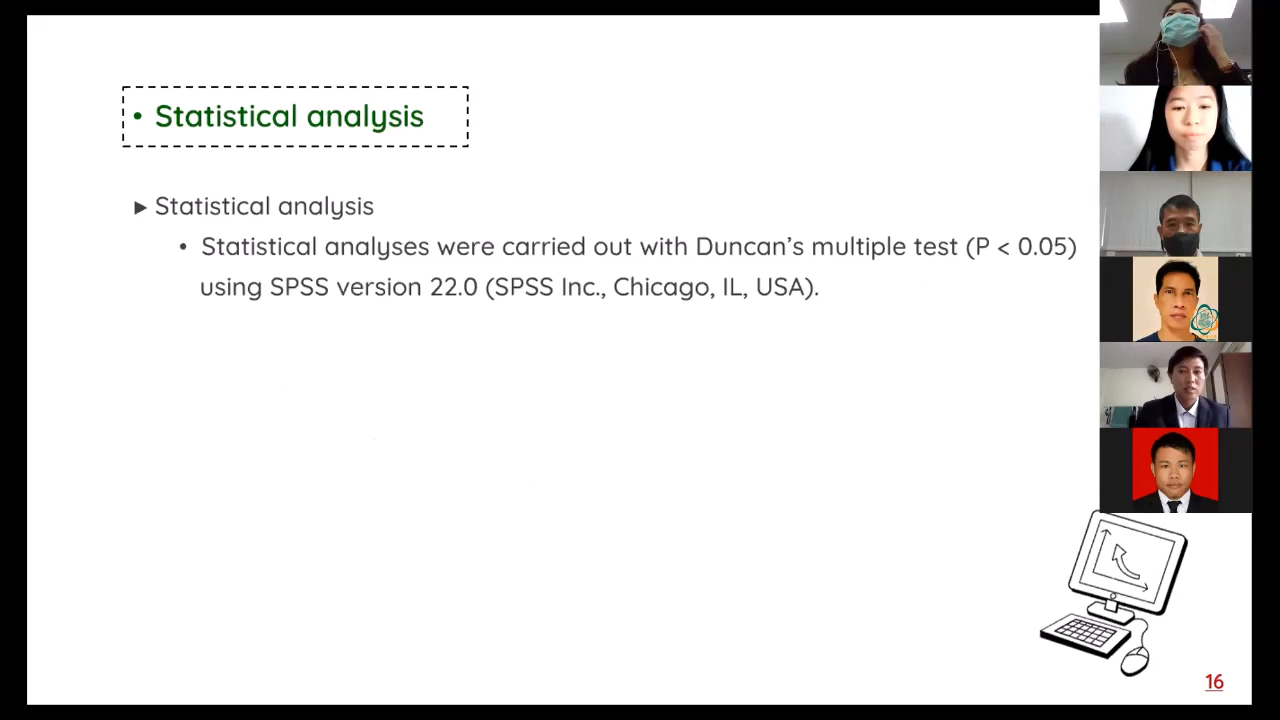 • Statistical analysis
► Statistical analysis
• Statistical analyses were carried out with Duncan’s multiple test (P < 0.05)
using SPSS version 22.0 (SPSS Inc., Chicago, IL, USA).
16